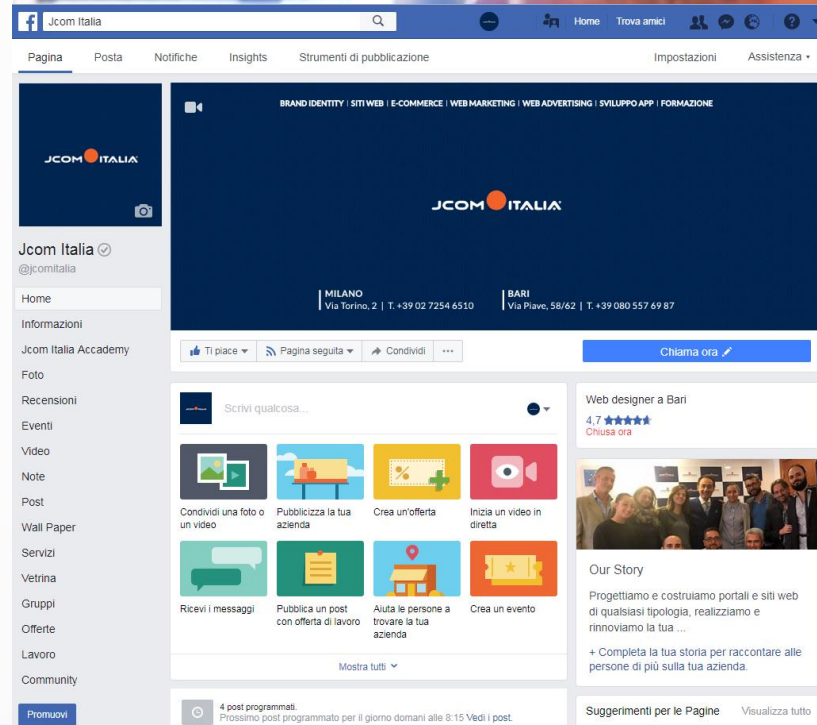 Jcom Italia
Home
Trova amici
Pagina
Posta
Notifiche
Insights
Strumenti di pubblicazione
Impostazioni
Assistenza
JCOM ITALIA
BRAND IDENTITY | SITI WEB | E-COMMERCE | WEB MARKETING | WEB ADVERTISING | SVILUPPO APP | FORMAZIONE
JCOM ITALIA
MILANO
Via Torino, 2 | T. +39 02 7254 6510
BARI
Via Piave, 58/62 | T. +39 080 557 69 87
Jcom Italia
@jcomitalia
Home
Informazioni
Jcom Italia Accademy
Foto
Recensioni
Eventi
Video
Note
Post
Wall Paper
Servizi
Vetrina
Gruppi
Offerte
Lavoro
Community
Promuovi
Ti piace
Pagina seguita
Condividi
Chiama ora
Scrivi qualcosa...
Condividi una foto o
un video
Pubblicizza la tua
azienda
Crea un'offerta
Inizia un video in
diretta
Ricevi i messaggi
Pubblica un post
con offerta di lavoro
Aiuta le persone a
trovare la tua
azienda
Crea un evento
Mostra tutti
4 post programmati.
Prossimo post programmato per il giorno domani alle 8:15 Vedi i post.
Web designer a Bari
4,7
Chiusa ora
Our Story
Progettiamo e costruiamo portali e siti web
di qualsiasi tipologia, realizziamo e
rinnoviamo la tua ...
+ Completa la tua storia per raccontare alle
persone di più sulla tua azienda.
Suggerimenti per le Pagine
Visualizza tutto